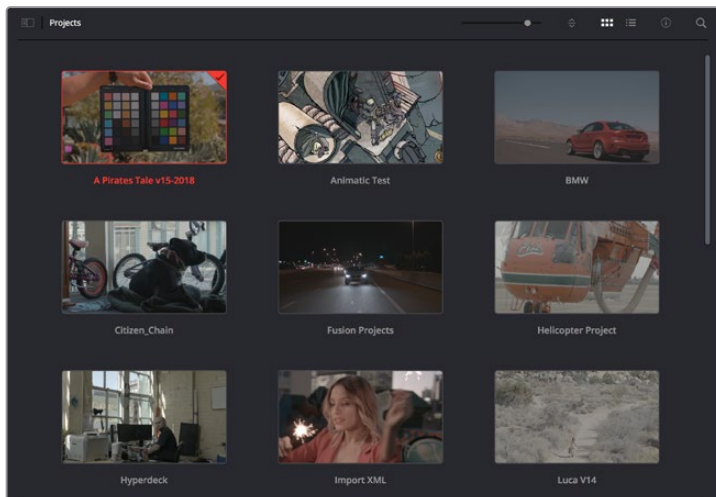 Projects
A Pirates Tale v15-2018
Animatic Test
BMW
Citizen_Chain
Fusion Projects
Helicopter Project
Hyperdeck
Import XML
Luca V14